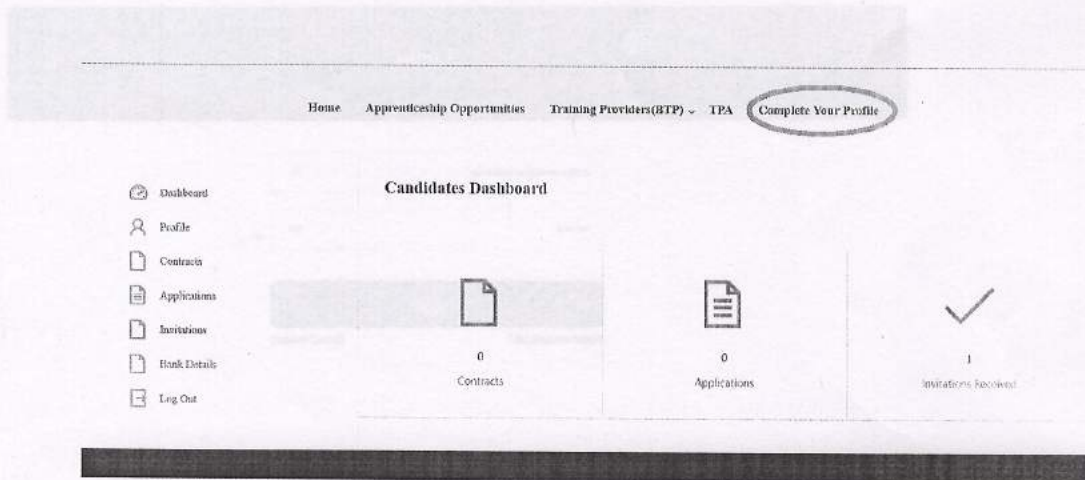 Home Apprenticeship Opportunities Training Providers(BTP) TPA Complete Your Profile
Candidates Dashboard
Dashboard
Profile
Contracts
Applications
Invitations
Bank Details
Log Out
0
Contracts
0
Applications
1
Invitations Received